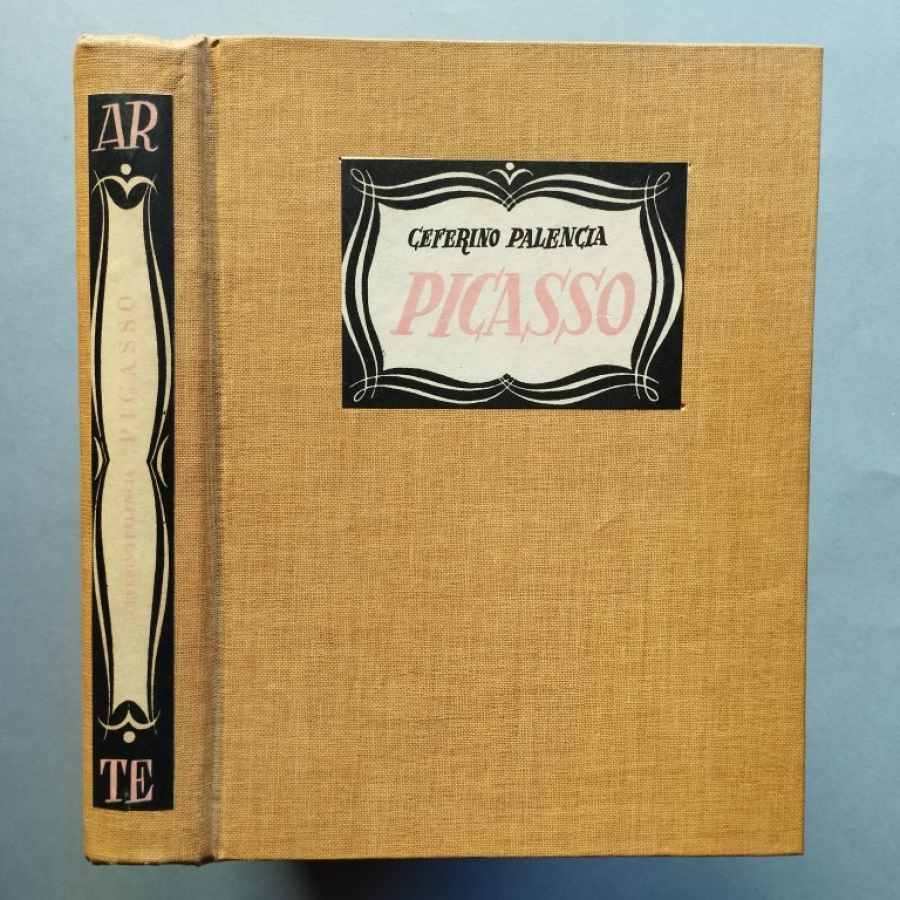 AR
CEFERINO PALENCIA PICASSO
TE
CEFERINO PALENCIA
PICASSO